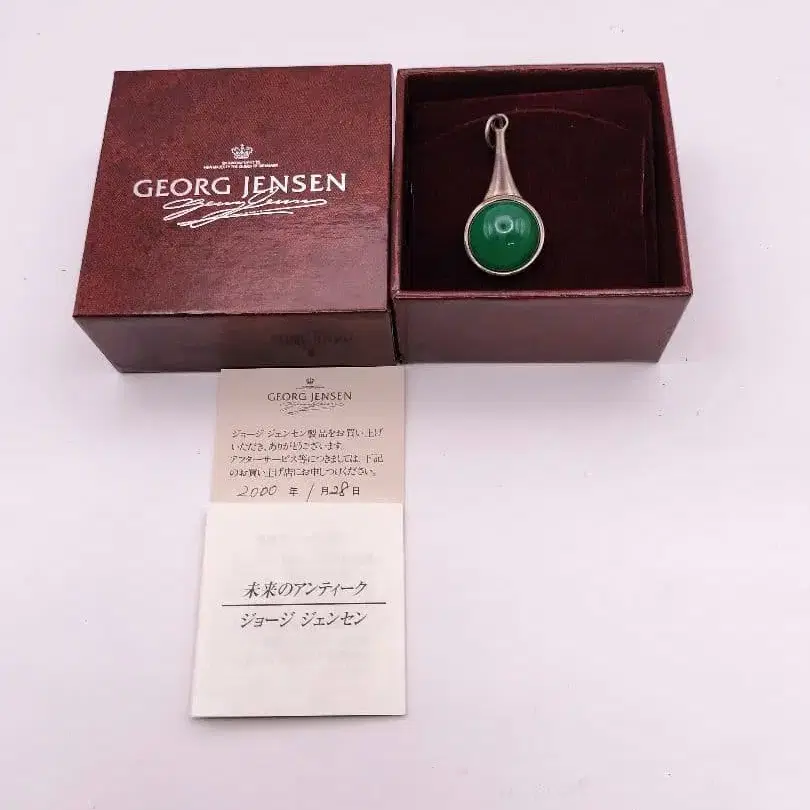 GEORG JENSEN
Georg Jensen
GEORG JENSEN
ジョージ ジェンセン製品をお買い上げ
いただき、ありがとうございます。
アフターサービス等につきましては、下記
のお買い上げ店にお申しつけください。
2000 年 1 月 28 日
未来のアンティーク
ジョージ ジェンセン